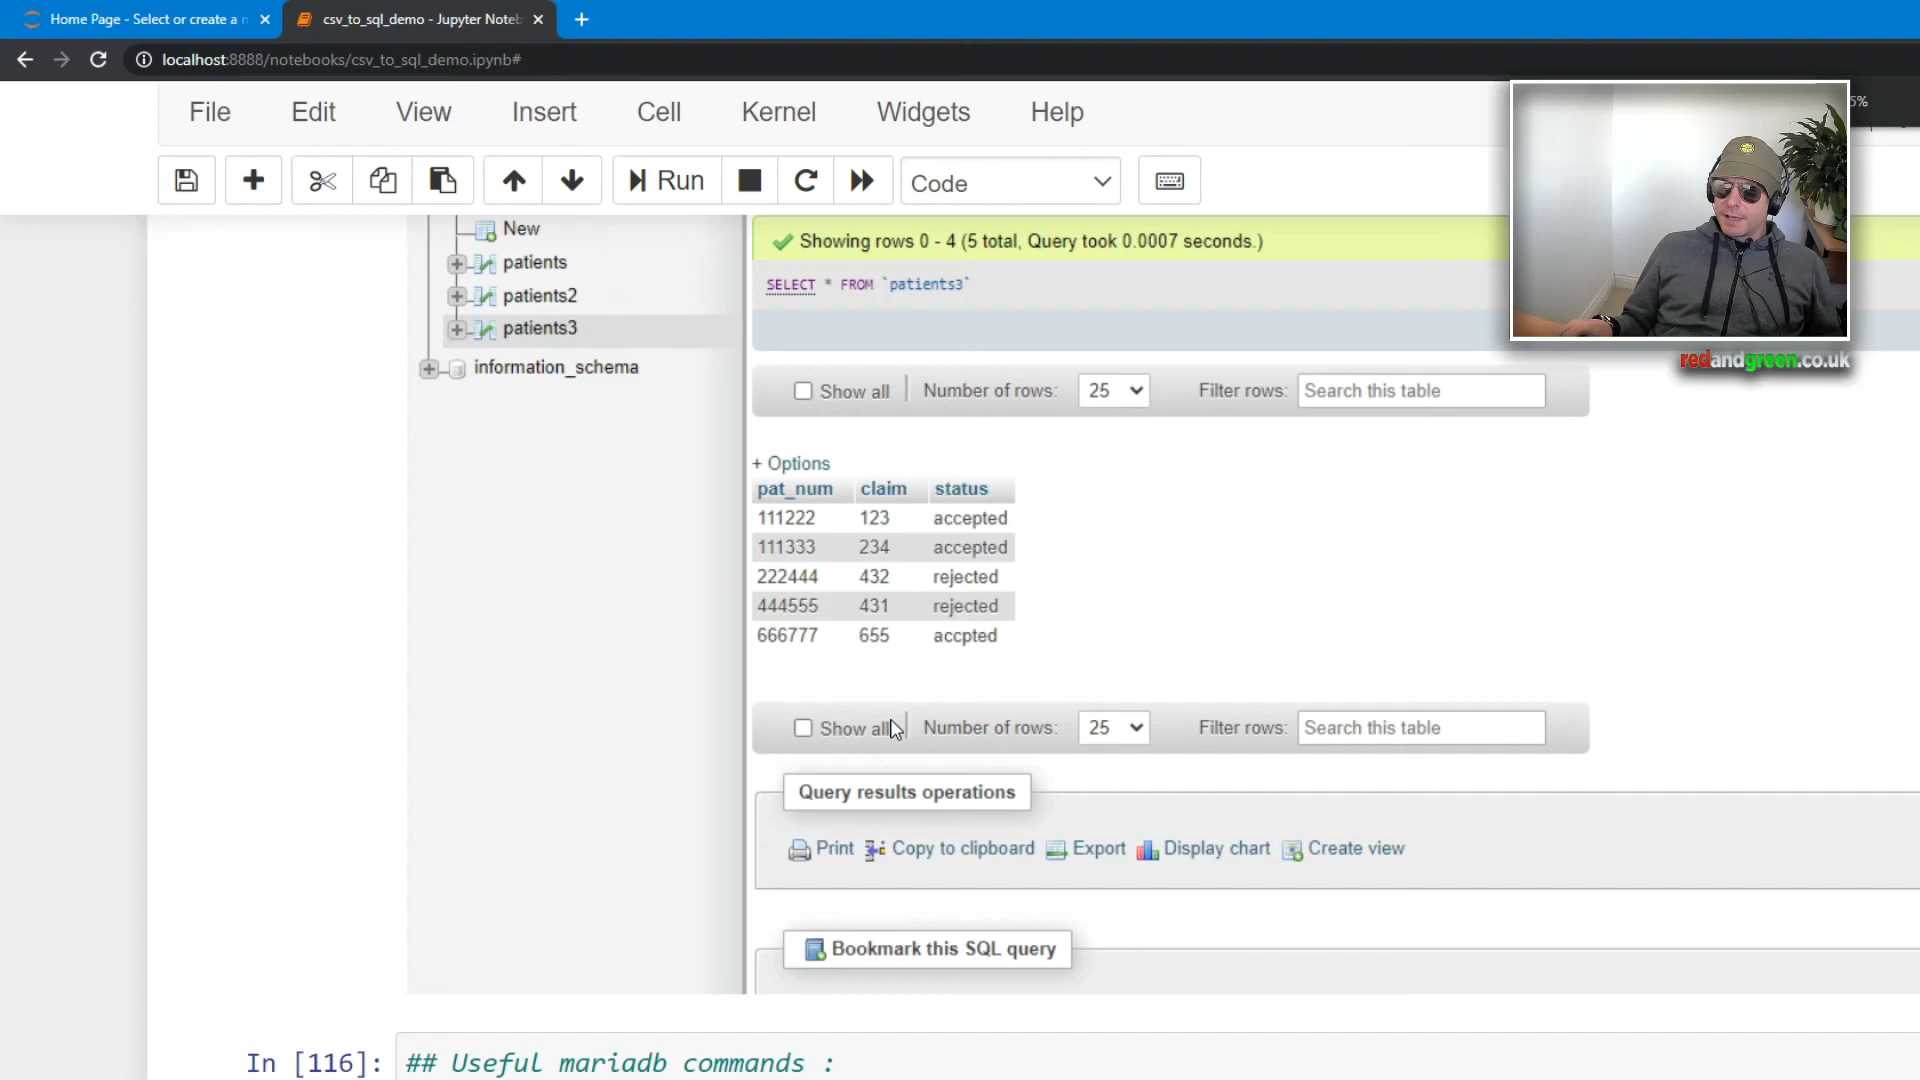 Home Page - Select or create a n
csv_to_sql_demo - Jupyter Noteb
localhost:8888/notebooks/csv_to_sql_demo.ipynb#
File Edit View Insert Cell Kernel Widgets Help
5%
Run Code
New
patients
patients2
patients3
information_schema
Showing rows 0 - 4 (5 total, Query took 0.0007 seconds.)
SELECT * FROM `patients3`
redandgreen.co.uk
Show all Number of rows: 25 Filter rows: Search this table
+ Options
pat_num claim status
111222 123 accepted
111333 234 accepted
222444 432 rejected
444555 431 rejected
666777 655 accpted
Show all Number of rows: 25 Filter rows: Search this table
Query results operations
Print Copy to clipboard Export Display chart Create view
Bookmark this SQL query
In [116]: ## Useful mariadb commands :